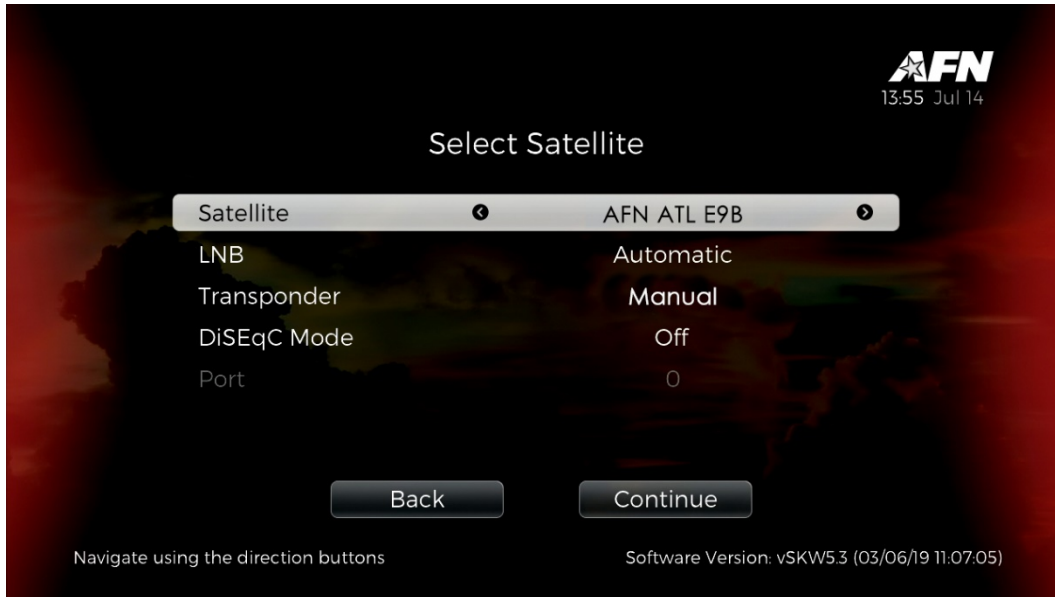 AFN
13:55 Jul 14
Select Satellite
Satellite AFN ATL E9B
LNB Automatic
Transponder Manual
DiSEqC Mode Off
Port 0
Back Continue
Navigate using the direction buttons Software Version: vSKW5.3 (03/06/19 11:07:05)